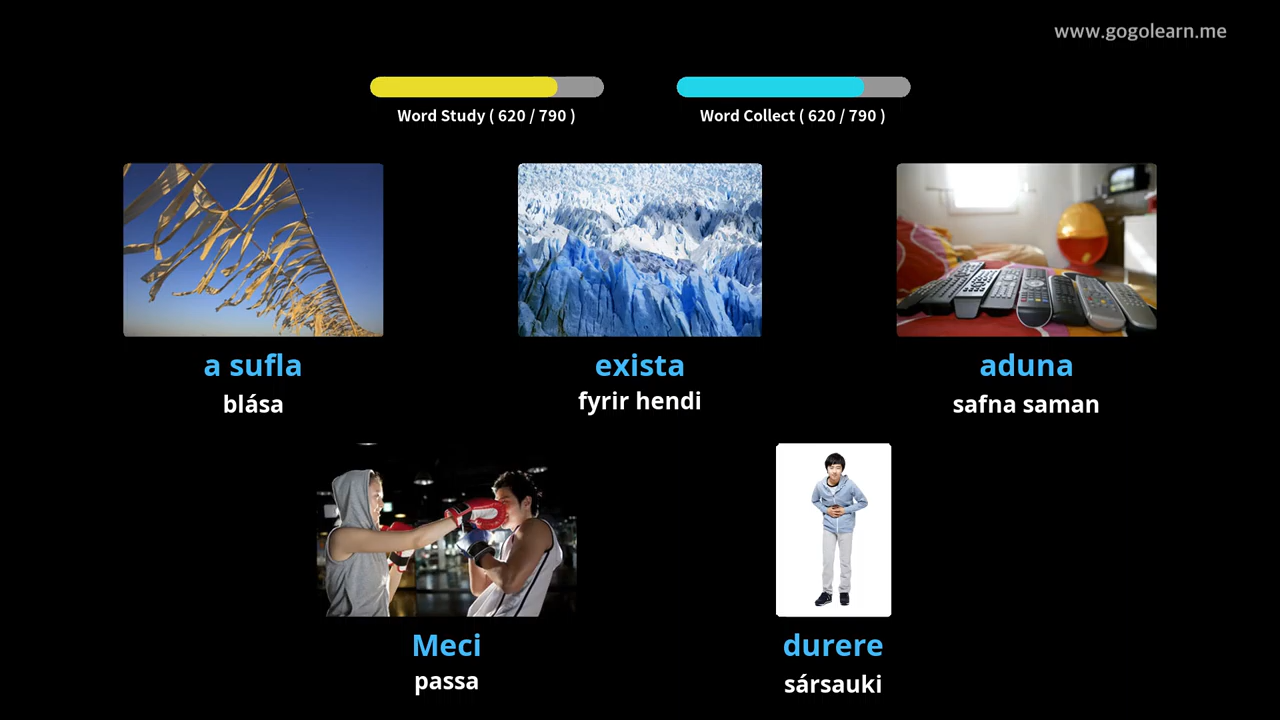 www.gogolearn.me
Word Study ( 620 / 790 )
Word Collect ( 620 / 790 )
a sufla
blása
exista
fyrir hendi
aduna
safna saman
Meci
passa
durere
sársauki